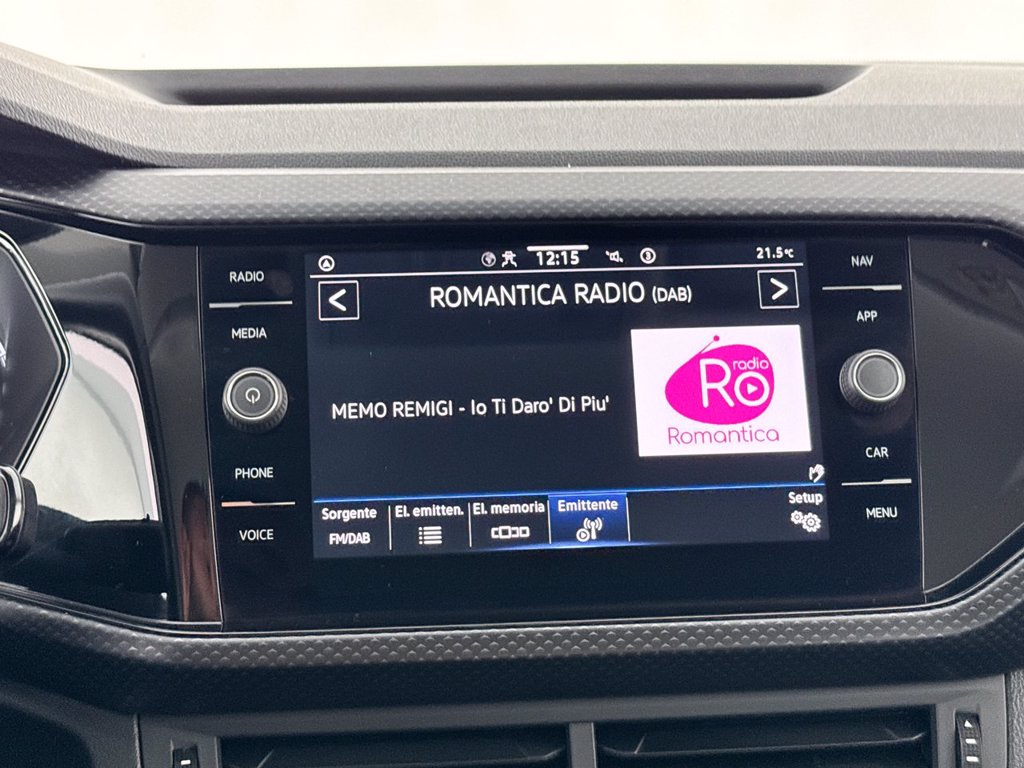 RADIO
MEDIA
PHONE
VOICE
12:15
3
21.5°C
<
ROMANTICA RADIO (DAB)
>
MEMO REMIGI - Io Ti Daro' Di Piu'
radio
Ro
Romantica
Sorgente
FM/DAB
El. emitten.
El. memoria
Emittente
Setup
NAV
APP
CAR
MENU